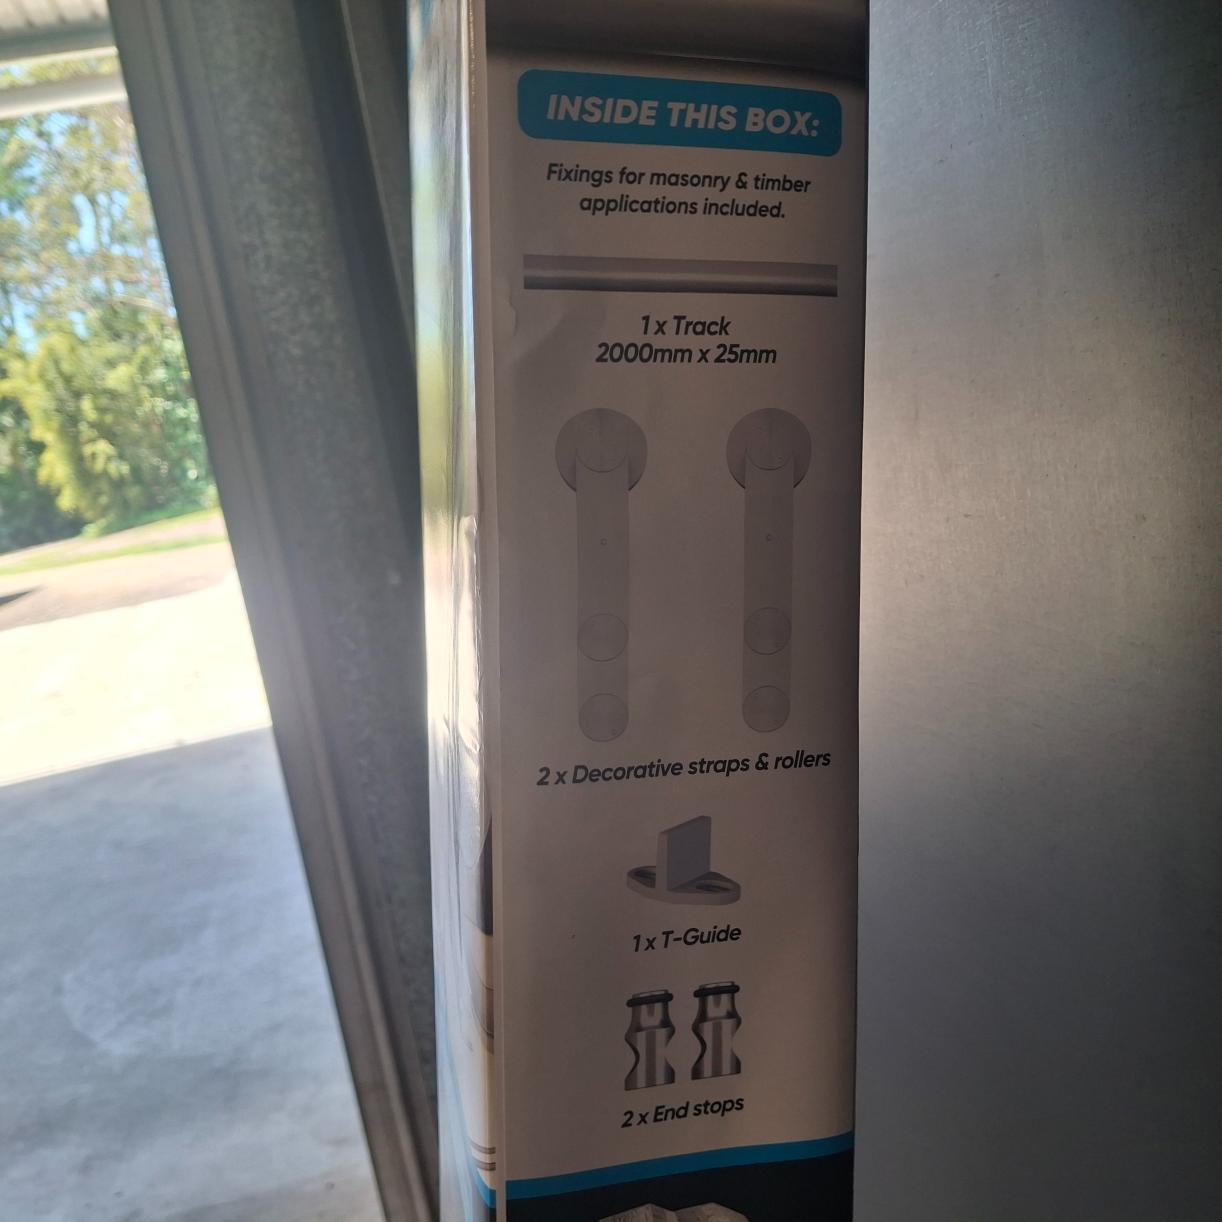 INSIDE THIS BOX:
Fixings for masonry & timber
applications included.
1 x Track
2000mm x 25mm
2 x Decorative straps & rollers
1 x T-Guide
2 x End stops